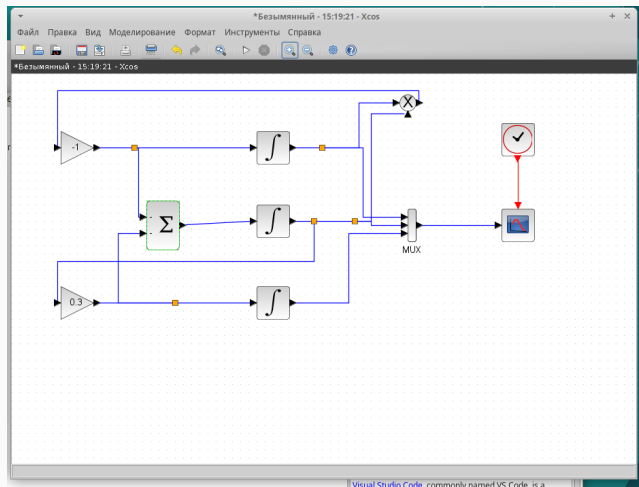 *Безымянный - 15:19:21 - Xcos
Файл Правка Вид Моделирование Формат Инструменты Справка
*Безымянный - 15:19:21 - Xcos
X
-1
∫
Σ
-
-
∫
MUX
0.3
∫
Visual Studio Code, commonly named VS Code, is a